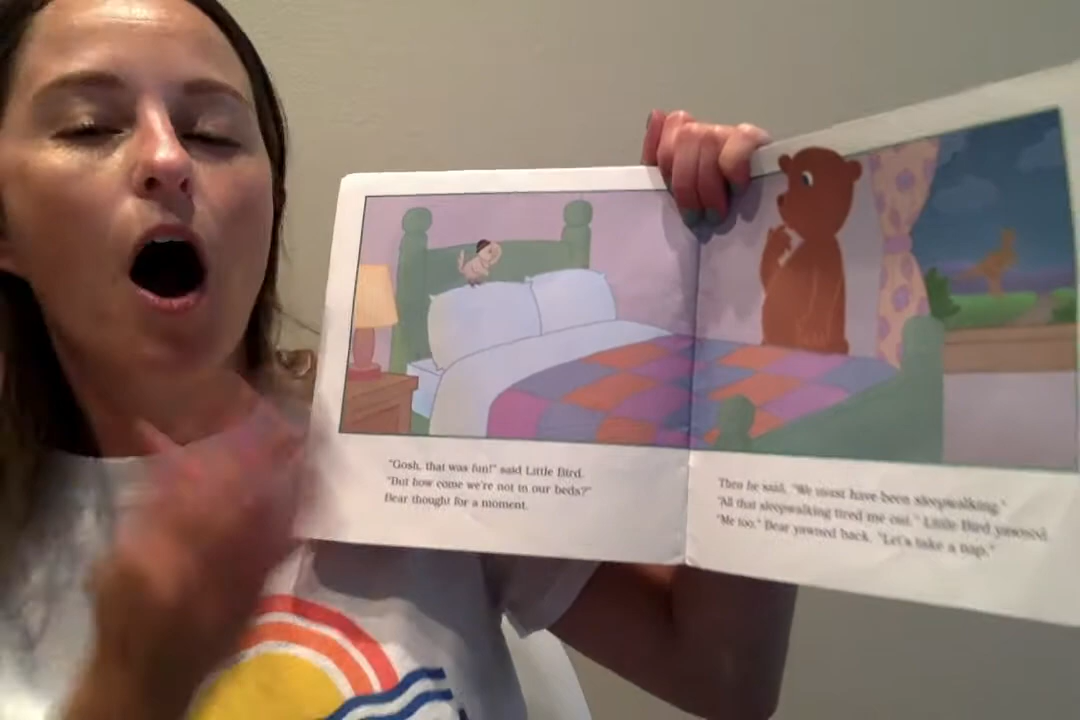 "Gosh, that was fun!" said Little Bird.
"But how come we're not in our beds?"
Bear thought for a moment.
Then he said, "We must have been sleepwalking."
"All that sleepwalking tired me out." Little Bird yawned.
"Me too." Bear yawned back. "Let's take a nap."